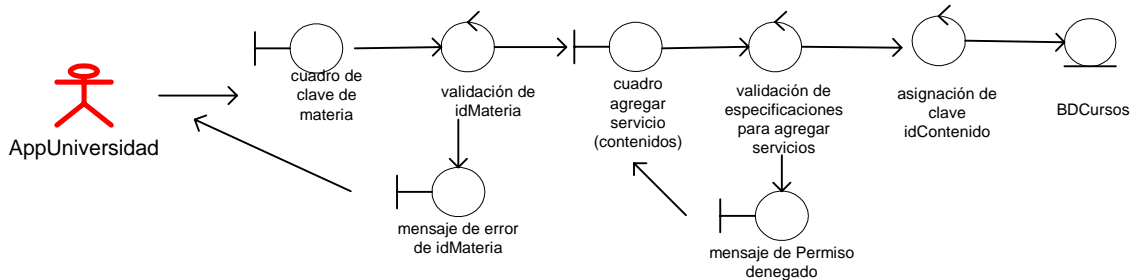 AppUniversidad
cuadro de
clave de
materia
validación de
idMateria
mensaje de error
de idMateria
cuadro
agregar
servicio
(contenidos)
validación de
especificaciones
para agregar
servicios
mensaje de Permiso
denegado
asignación de
clave
idContenido
BDCursos